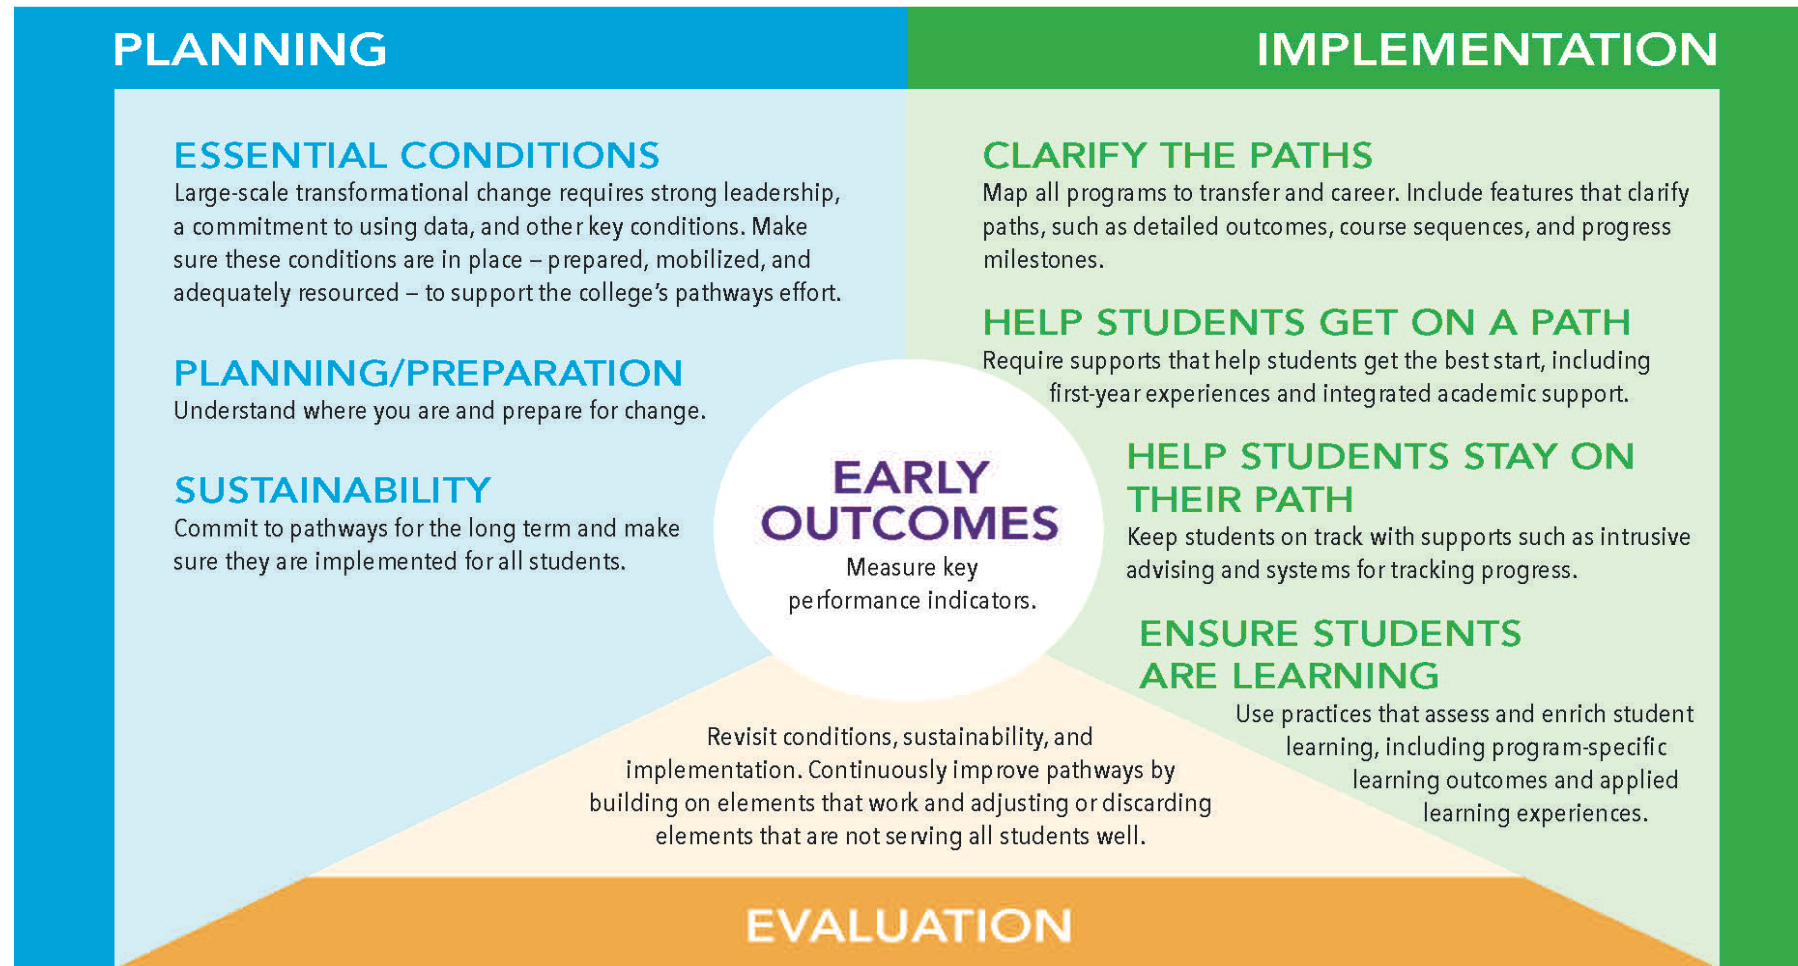 PLANNING
ESSENTIAL CONDITIONS
Large-scale transformational change requires strong leadership,
a commitment to using data, and other key conditions. Make
sure these conditions are in place – prepared, mobilized, and
adequately resourced – to support the college’s pathways effort.
PLANNING/PREPARATION
Understand where you are and prepare for change.
SUSTAINABILITY
Commit to pathways for the long term and make
sure they are implemented for all students.
IMPLEMENTATION
CLARIFY THE PATHS
Map all programs to transfer and career. Include features that clarify
paths, such as detailed outcomes, course sequences, and progress
milestones.
HELP STUDENTS GET ON A PATH
Require supports that help students get the best start, including
first-year experiences and integrated academic support.
HELP STUDENTS STAY ON
THEIR PATH
Keep students on track with supports such as intrusive
advising and systems for tracking progress.
ENSURE STUDENTS
ARE LEARNING
Use practices that assess and enrich student
learning, including program-specific
learning outcomes and applied
learning experiences.
EARLY
OUTCOMES
Measure key
performance indicators.
Revisit conditions, sustainability, and
implementation. Continuously improve pathways by
building on elements that work and adjusting or discarding
elements that are not serving all students well.
EVALUATION